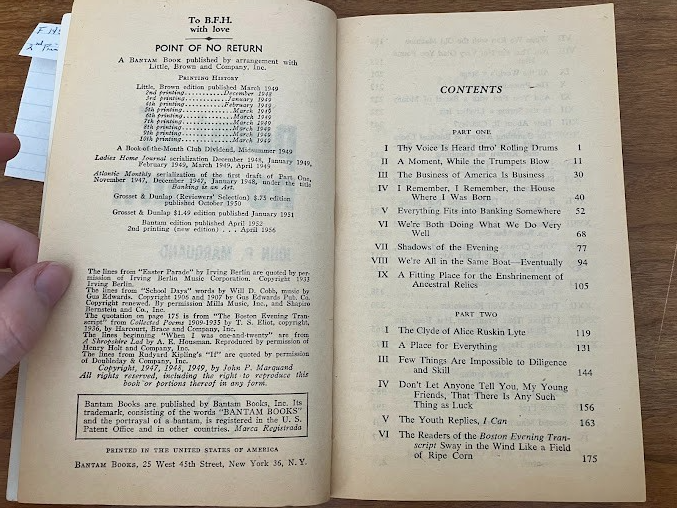 To B.F.H.
with love
POINT OF NO RETURN
A BANTAM BOOK published by arrangement with
Little, Brown and Company, Inc.
PRINTING HISTORY
Little, Brown edition published March 1949
2nd printing............December 1948
3rd printing............January 1949
4th printing............February 1949
5th printing............March 1949
6th printing............March 1949
7th printing............March 1949
8th printing............March 1949
9th printing............March 1949
10th printing............March 1949
A Book-of-the-Month Club Dividend, Midsummer 1949
Ladies Home Journal serialization December 1948, January 1949,
February 1949, March 1949, April 1949
Atlantic Monthly serialization of the first draft of Part One,
November 1947, December 1947, January 1948, under the title
Banking is an Art.
Grosset & Dunlap (Reviewers' Selection) $.75 edition
published October 1950
Grosset & Dunlap $1.49 edition published January 1951
Bantam edition published April 1952
2nd printing (new edition) . . . April 1956
The lines from "Easter Parade" by Irving Berlin are quoted by per-
mission of Irving Berlin Music Corporation. Copyright 1933
Irving Berlin.
The lines from "School Days" words by Will D. Cobb, music by
Gus Edwards. Copyright 1906 and 1907 by Gus Edwards Pub. Co.
Copyright renewed. By permission Mills Music, Inc., and Shapiro
Bernstein and Co., Inc.
The quotation on page 175 is from "The Boston Evening Tran-
script" from Collected Poems 1909-1935 by T. S. Eliot, copyright,
1936, by Harcourt, Brace and Company, Inc.
The lines beginning "When I was one-and-twenty" are from
A Shropshire Lad by A. E. Housman. Reproduced by permission of
Henry Holt and Company, Inc.
The lines from Rudyard Kipling's "If" are quoted by permission
of Doubleday & Company, Inc.
Copyright, 1947, 1948, 1949, by John P. Marquand
All rights reserved, including the right to reproduce this
book or portions thereof in any form.
Bantam Books are published by Bantam Books, Inc. Its
trademark, consisting of the words "BANTAM BOOKS"
and the portrayal of a bantam, is registered in the U. S.
Patent Office and in other countries. Marca Registrada
PRINTED IN THE UNITED STATES OF AMERICA
BANTAM BOOKS, 25 West 45th Street, New York 36, N. Y.
CONTENTS
PART ONE
I Thy Voice Is Heard thro' Rolling Drums 1
II A Moment, While the Trumpets Blow 11
III The Business of America Is Business 30
IV I Remember, I Remember, the House
Where I Was Born 40
V Everything Fits into Banking Somewhere 52
VI We're Both Doing What We Do Very
Well 68
VII Shadows of the Evening 77
VIII We're All in the Same Boat—Eventually 94
IX A Fitting Place for the Enshrinement of
Ancestral Relics 105
PART TWO
I The Clyde of Alice Ruskin Lyte 119
II A Place for Everything 131
III Few Things Are Impossible to Diligence
and Skill 144
IV Don't Let Anyone Tell You, My Young
Friends, That There Is Any Such
Thing as Luck 156
V The Youth Replies, I Can 163
VI The Readers of the Boston Evening Tran-
script Sway in the Wind Like a Field
of Ripe Corn 175